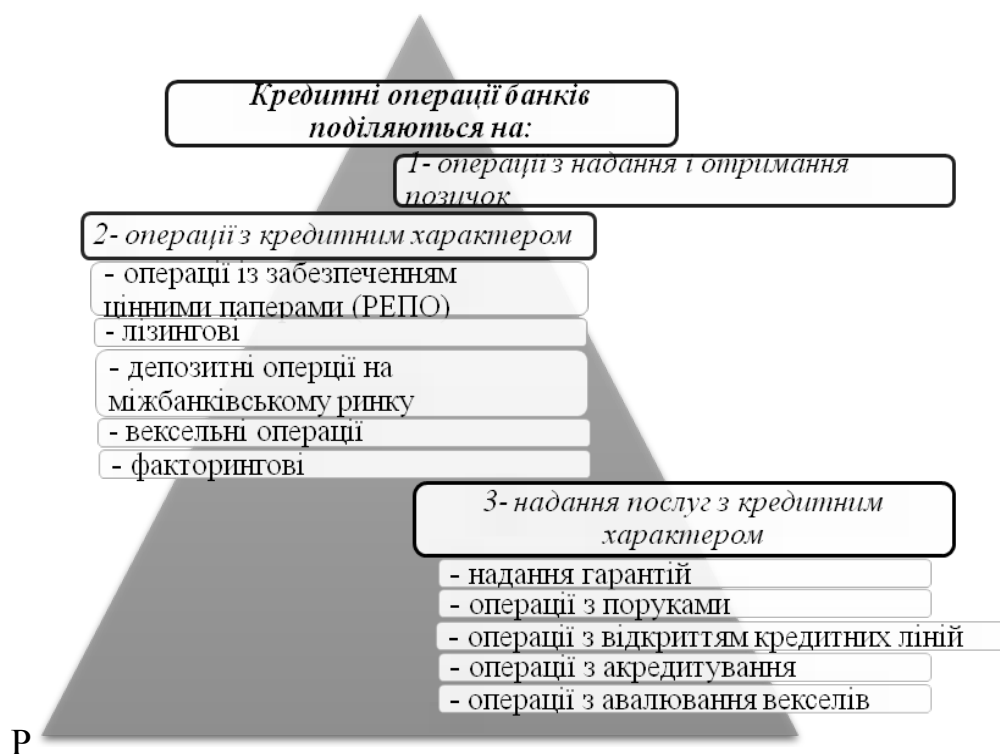 Кредитні операції банків
поділяються на:
1- операції з надання і отримання
позичок
2- операції з кредитним характером
- операції із забезпеченням
цінними паперами (РЕПО)
- лізингові
- депозитні оперції на
міжбанківському ринку
- вексельні операції
- факторингові
3- надання послуг з кредитним
характером
- надання гарантій
- операції з поруками
- операції з відкриттям кредитних ліній
- операції з акредитування
- операції з авалювання векселів
Р